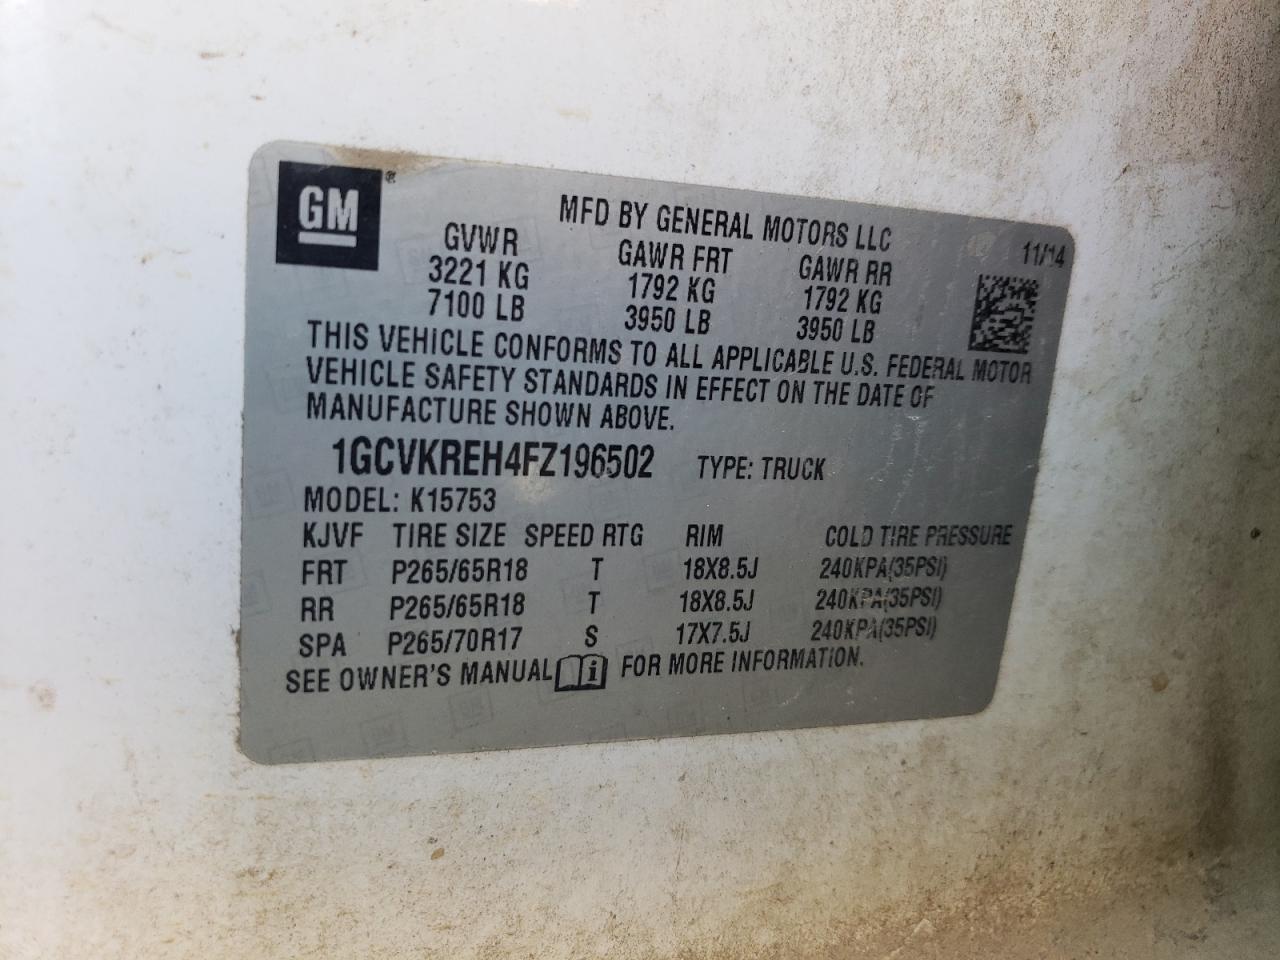 GM ®
MFD BY GENERAL MOTORS LLC
11/14
GVWR GAWR FRT GAWR RR
3221 KG 1792 KG 1792 KG
7100 LB 3950 LB 3950 LB
THIS VEHICLE CONFORMS TO ALL APPLICABLE U.S. FEDERAL MOTOR
VEHICLE SAFETY STANDARDS IN EFFECT ON THE DATE OF
MANUFACTURE SHOWN ABOVE.
1GCVKREH4FZ196502 TYPE: TRUCK
MODEL: K15753
KJVF TIRE SIZE SPEED RTG RIM COLD TIRE PRESSURE
FRT P265/65R18 T 18X8.5J 240KPA(35PSI)
RR P265/65R18 T 18X8.5J 240KPA(35PSI)
SPA P265/70R17 S 17X7.5J 240KPA(35PSI)
SEE OWNER'S MANUAL i FOR MORE INFORMATION.